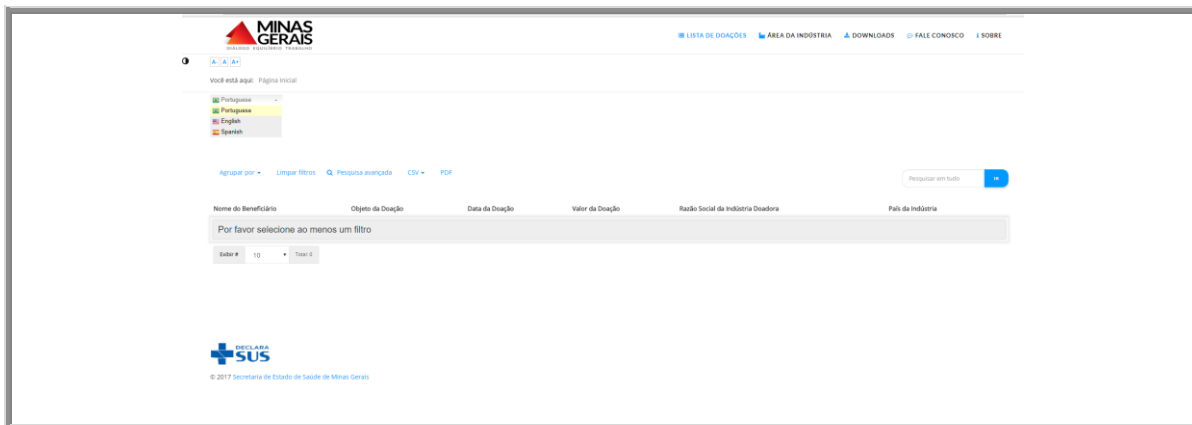 MINAS
GERAIS
DIÁLOGO EQUILÍBRIO TRABALHO
LISTA DE DOAÇÕES ÁREA DA INDÚSTRIA DOWNLOADS FALE CONOSCO SOBRE
A- A A+
Você está aqui: Página Inicial
Portuguese
Portuguese
English
Spanish
Agrupar por Limpar filtros Pesquisa avançada CSV PDF
Pesquisar em tudo IR
Nome do Beneficiário Objeto da Doação Data da Doação Valor da Doação Razão Social da Indústria Doadora País da Indústria
Por favor selecione ao menos um filtro
Exibir # 10 Total: 0
DECLARA
SUS
© 2017 Secretaria de Estado de Saúde de Minas Gerais